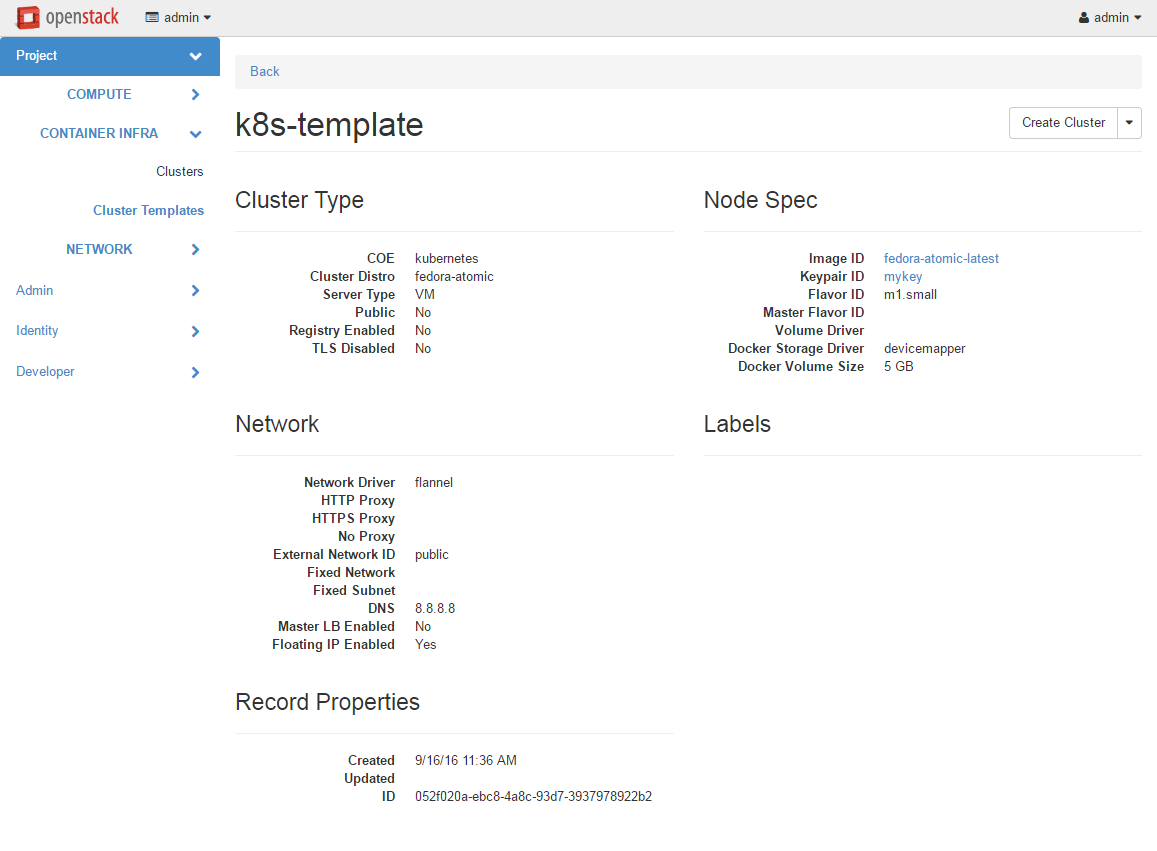 openstack admin admin
Project
COMPUTE
CONTAINER INFRA
Clusters
Cluster Templates
NETWORK
Admin
Identity
Developer
Back
k8s-template
Create Cluster
Cluster Type
COE kubernetes
Cluster Distro fedora-atomic
Server Type VM
Public No
Registry Enabled No
TLS Disabled No
Node Spec
Image ID fedora-atomic-latest
Keypair ID mykey
Flavor ID m1.small
Master Flavor ID
Volume Driver
Docker Storage Driver devicemapper
Docker Volume Size 5 GB
Network
Network Driver flannel
HTTP Proxy
HTTPS Proxy
No Proxy
External Network ID public
Fixed Network
Fixed Subnet
DNS 8.8.8.8
Master LB Enabled No
Floating IP Enabled Yes
Labels
Record Properties
Created 9/16/16 11:36 AM
Updated
ID 052f020a-ebc8-4a8c-93d7-3937978922b2